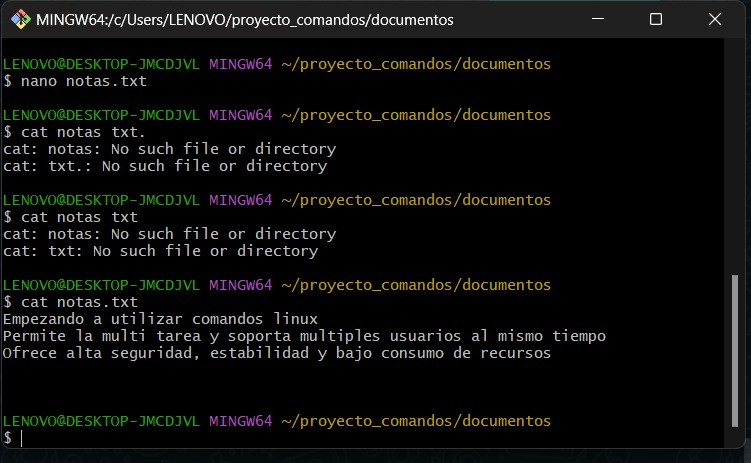 MINGW64:/c/Users/LENOVO/proyecto_comandos/documentos
LENOVO@DESKTOP-JMCDJVL MINGW64 ~/proyecto_comandos/documentos
$ nano notas.txt
LENOVO@DESKTOP-JMCDJVL MINGW64 ~/proyecto_comandos/documentos
$ cat notas txt.
cat: notas: No such file or directory
cat: txt.: No such file or directory
LENOVO@DESKTOP-JMCDJVL MINGW64 ~/proyecto_comandos/documentos
$ cat notas txt
cat: notas: No such file or directory
cat: txt: No such file or directory
LENOVO@DESKTOP-JMCDJVL MINGW64 ~/proyecto_comandos/documentos
$ cat notas.txt
Empezando a utilizar comandos linux
Permite la multi tarea y soporta multiples usuarios al mismo tiempo
Ofrece alta seguridad, estabilidad y bajo consumo de recursos
LENOVO@DESKTOP-JMCDJVL MINGW64 ~/proyecto_comandos/documentos
$